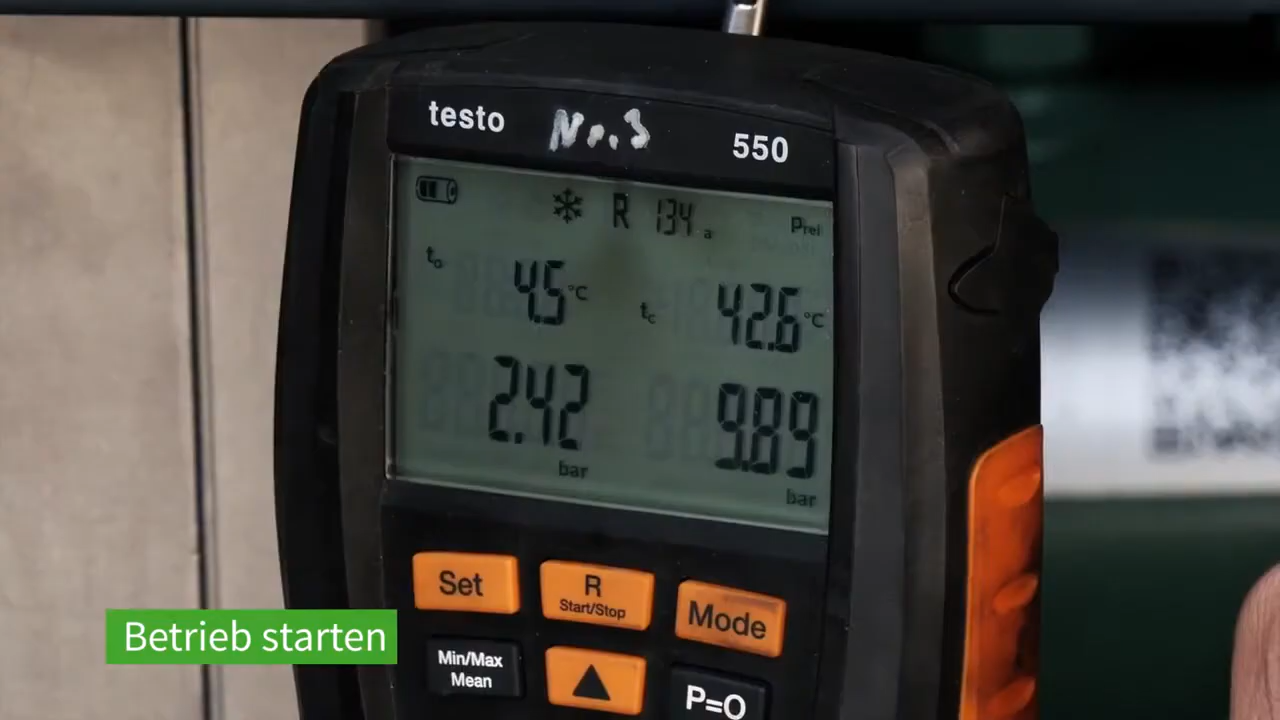 testo Nr.3 550
R 134a Prel
to 4.5 °C tc 42.6 °C
2.42 9.89
bar bar
Set R Start/Stop Mode
Min/Max Mean ▲ P=O
Betrieb starten